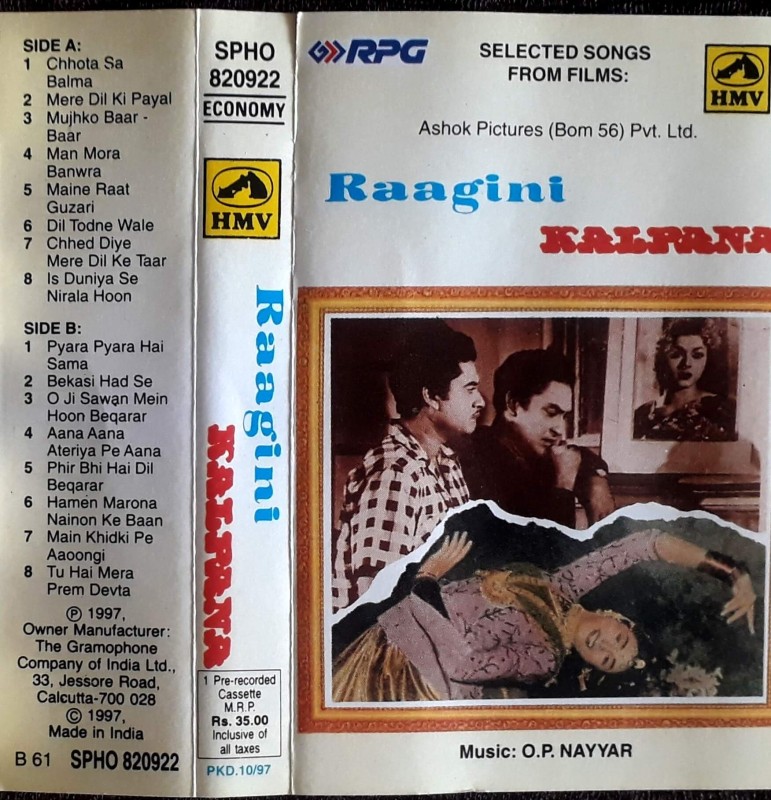 SIDE A:
1 Chhota Sa
Balma
2 Mere Dil Ki Payal
3 Mujhko Baar -
Baar
4 Man Mora
Banwra
5 Maine Raat
Guzari
6 Dil Todne Wale
7 Chhed Diye
Mere Dil Ke Taar
8 Is Duniya Se
Nirala Hoon
SIDE B:
1 Pyara Pyara Hai
Sama
2 Bekasi Had Se
3 O Ji Sawan Mein
Hoon Beqarar
4 Aana Aana
Ateriya Pe Aana
5 Phir Bhi Hai Dil
Beqarar
6 Hamen Marona
Nainon Ke Baan
7 Main Khidki Pe
Aaoongi
8 Tu Hai Mera
Prem Devta
℗ 1997,
Owner Manufacturer:
The Gramophone
Company of India Ltd.,
33, Jessore Road,
Calcutta-700 028
© 1997,
Made in India
B 61 SPHO 820922
SPHO
820922
ECONOMY
HMV
Raagini
KALPANA
1 Pre-recorded
Cassette
M.R.P.
Rs. 35.00
Inclusive of
all taxes
PKD.10/97
RPG
SELECTED SONGS
FROM FILMS:
HMV
Ashok Pictures (Bom 56) Pvt. Ltd.
Raagini
KALPANA
Music: O.P. NAYYAR